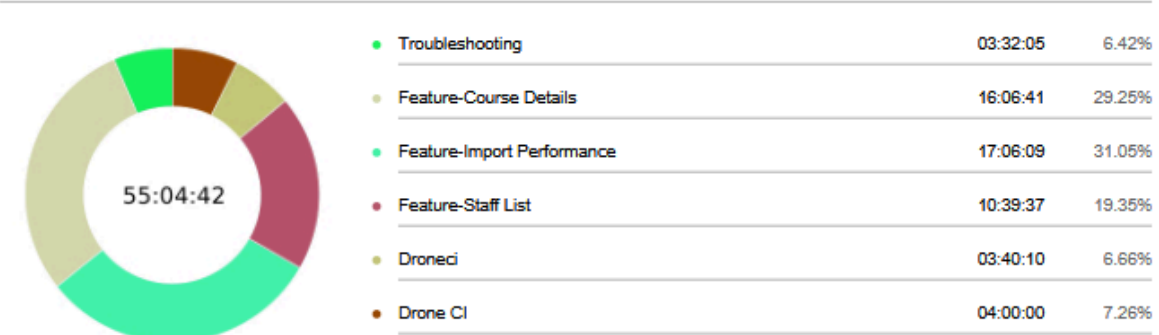 Troubleshooting 03:32:05 6.42%
Feature-Course Details 16:06:41 29.25%
55:04:42
Feature-Import Performance 17:06:09 31.05%
Feature-Staff List 10:39:37 19.35%
Droneci 03:40:10 6.66%
Drone CI 04:00:00 7.26%